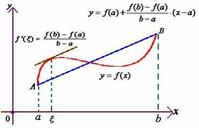 y
y = f(a) + f(b) − f(a) / b − a · (x − a)
B
f'(ξ) = f(b) − f(a) / b − a
A
y = f(x)
0 a ξ b x